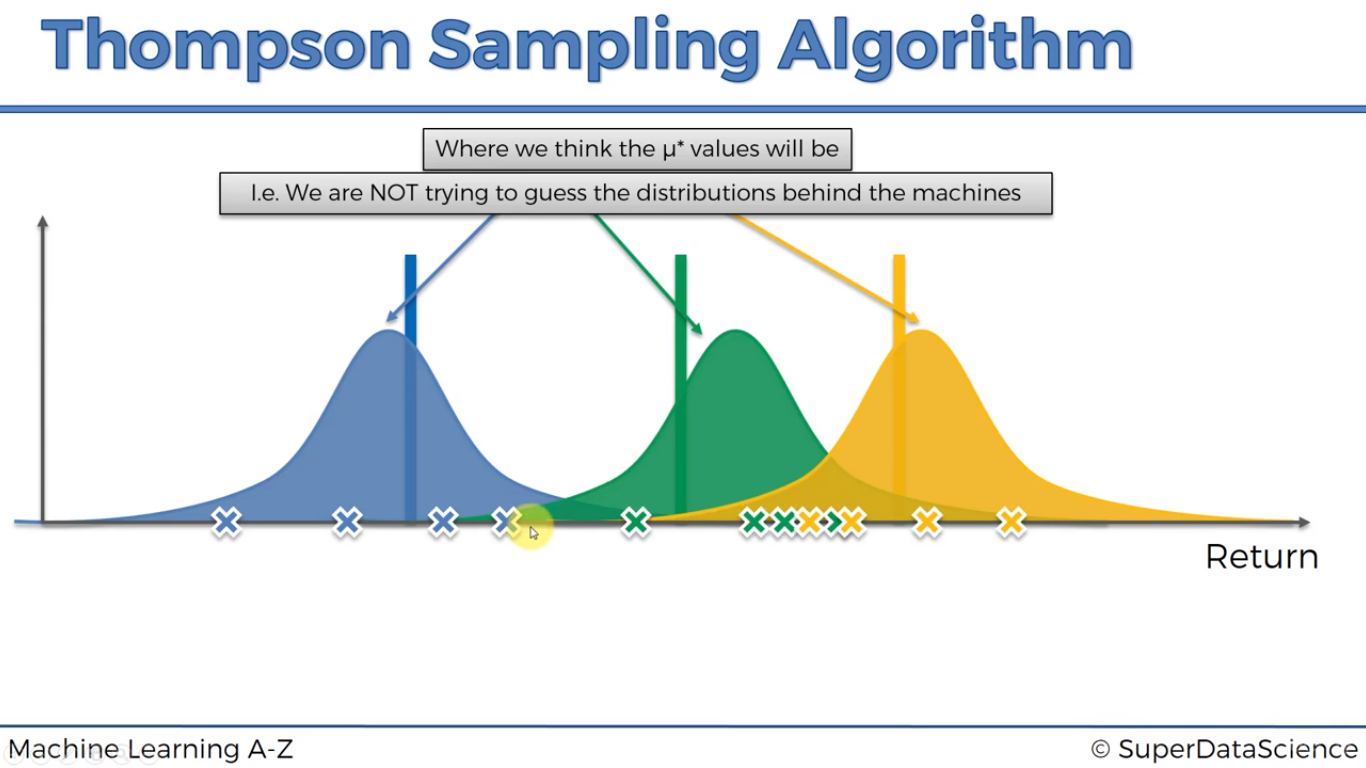 Thompson Sampling Algorithm
Where we think the μ* values will be
I.e. We are NOT trying to guess the distributions behind the machines
Return
Machine Learning A-Z
© SuperDataScience